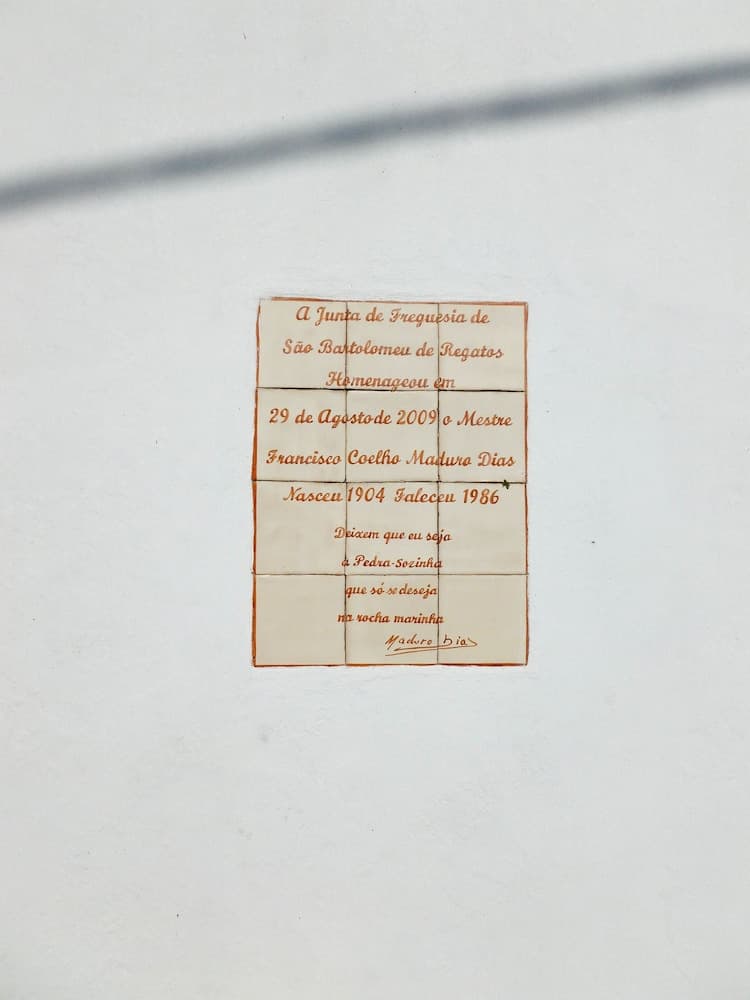 A Junta de Freguesia de
São Bartolomeu de Regatos
Homenageou em
29 de Agosto de 2009 o Mestre
Francisco Coelho Maduro Dias
Nasceu 1904 Faleceu 1986
Deixem que eu seja
a Pedra-Sozinha
que só se deseja
na rocha marinha
Maduro Dias